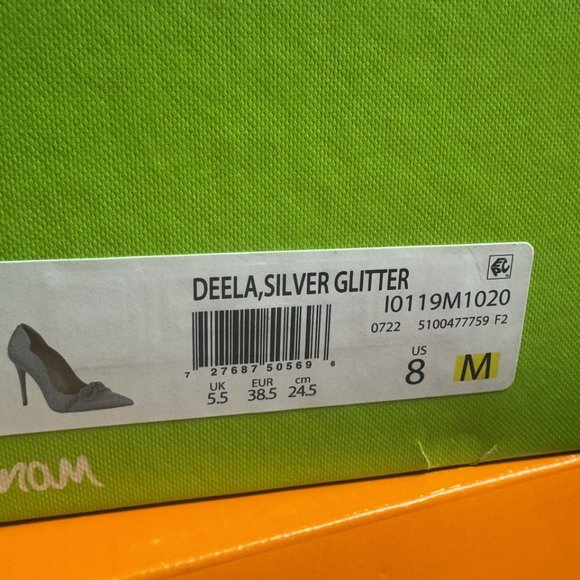 DEELA,SILVER GLITTER
I0119M1020
0722 5100477759 F2
7 27687 50569 6
UK EUR cm
5.5 38.5 24.5
US
8 M